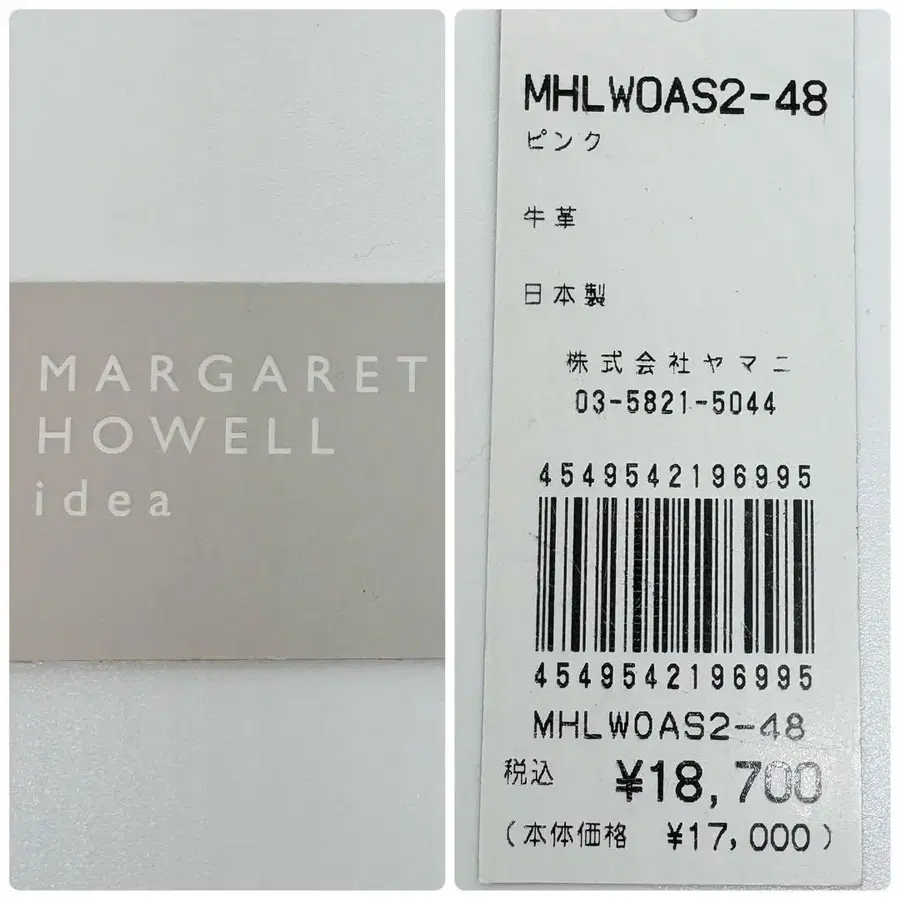 MARGARET
HOWELL
idea
MHLWOAS2-48
ピンク
牛革
日本製
株式会社ヤマニ
03-5821-5044
4549542196995
4549542196995
MHLWOAS2-48
税込 ¥18,700
(本体価格 ¥17,000)